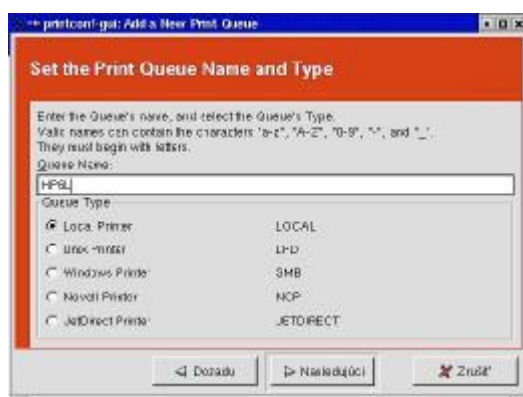 printconf-gui: Add a New Print Queue
Set the Print Queue Name and Type
Enter the Queue's name, and select the Queue's Type.
Valid names can contain the characters "a-z", "A-Z", "0-9", "-", and "_".
They must begin with letters.
Queue Name:
HP6L
Queue Type
Local Printer LOCAL
Unix Printer LPD
Windows Printer SMB
Novell Printer NCP
JetDirect Printer JETDIRECT
Dozadu Nasledujúci Zrušiť